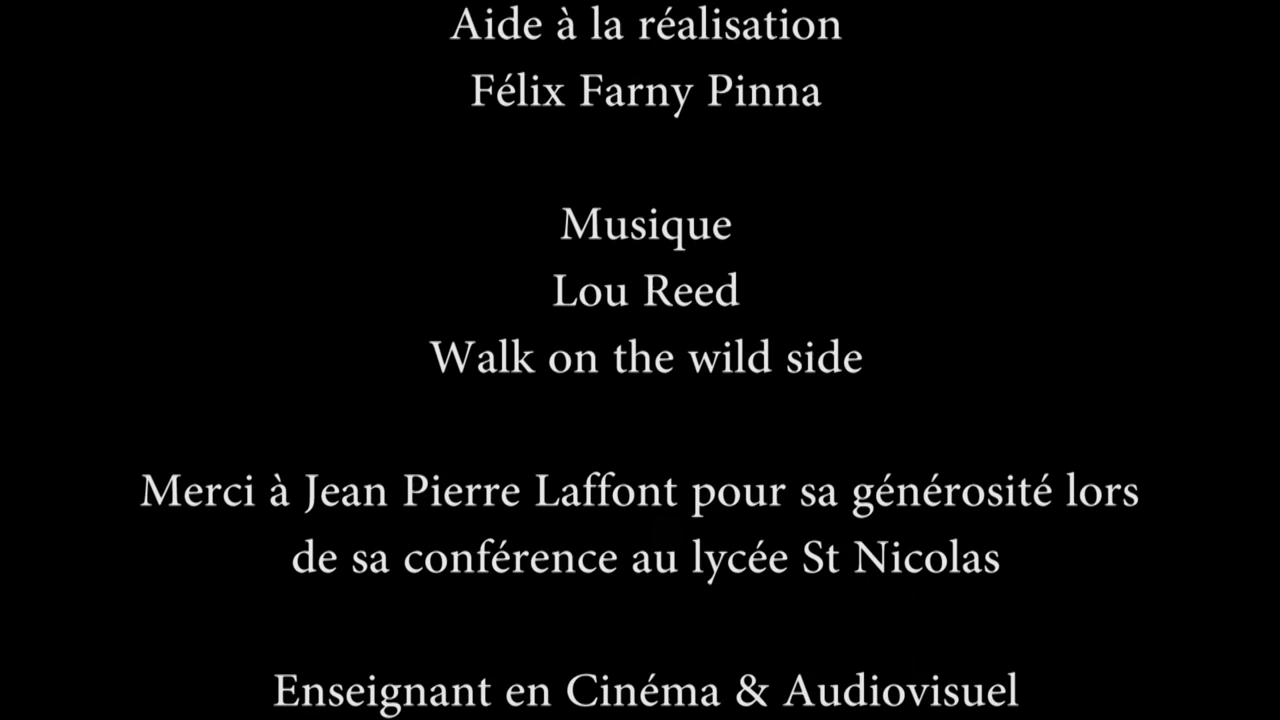 Aide à la réalisation
Félix Farny Pinna
Musique
Lou Reed
Walk on the wild side
Merci à Jean Pierre Laffont pour sa générosité lors
de sa conférence au lycée St Nicolas
Enseignant en Cinéma & Audiovisuel